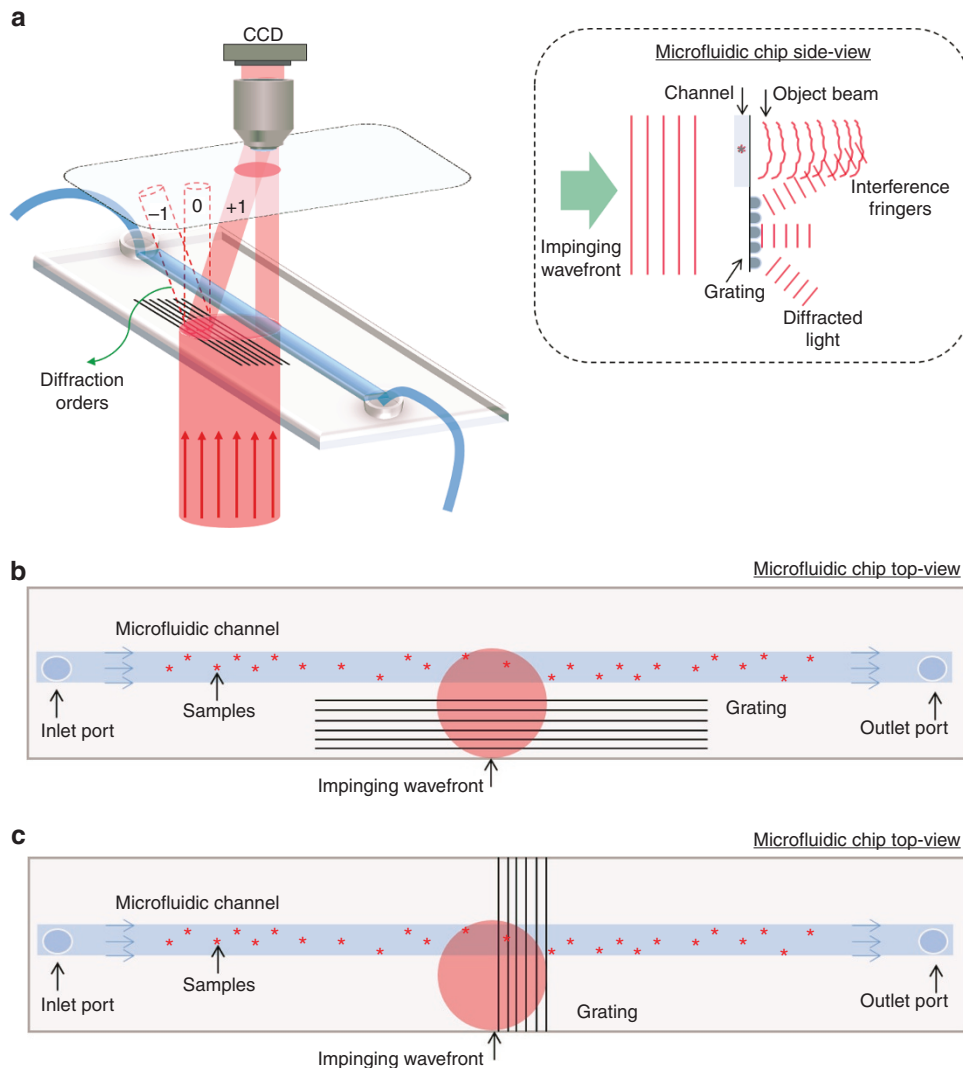 a
CCD
−1
0
+1
Diffraction
orders
Microfluidic chip side-view
Channel
Object beam
Interference
fringers
Impinging
wavefront
Grating
Diffracted
light
b
Microfluidic chip top-view
Microfluidic channel
Samples
Grating
Inlet port
Outlet port
Impinging wavefront
c
Microfluidic chip top-view
Microfluidic channel
Samples
Grating
Inlet port
Outlet port
Impinging wavefront